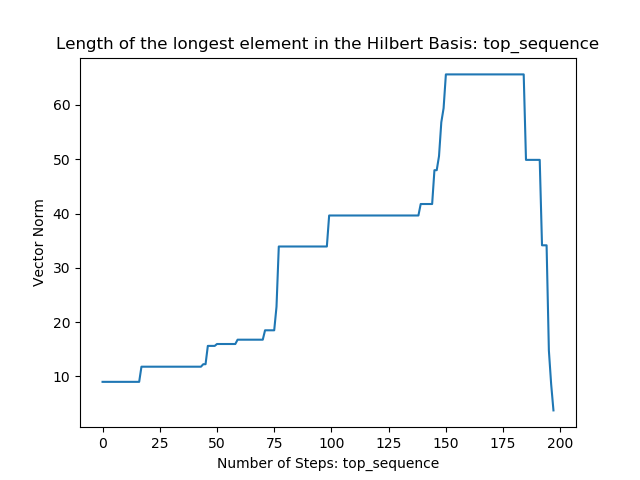 Length of the longest element in the Hilbert Basis: top_sequence
60
50
40
30
20
10
Vector Norm
0 25 50 75 100 125 150 175 200
Number of Steps: top_sequence